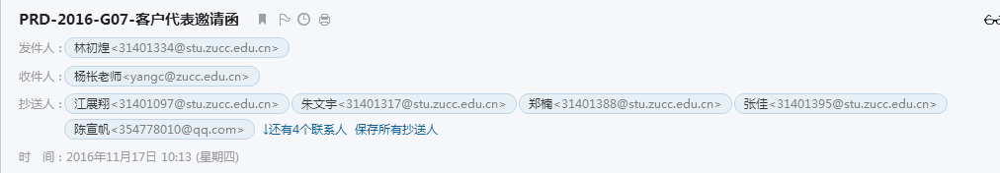 PRD-2016-G07-客户代表邀请函
发件人：林初煌<31401334@stu.zucc.edu.cn>
收件人：杨枨老师<yangc@zucc.edu.cn>
抄送人：江展翔<31401097@stu.zucc.edu.cn> 朱文宇<31401317@stu.zucc.edu.cn> 郑楠<31401388@stu.zucc.edu.cn> 张佳<31401395@stu.zucc.edu.cn>
陈宣帆<354778010@qq.com> ↓还有4个联系人 保存所有抄送人
时 间：2016年11月17日 10:13 (星期四)